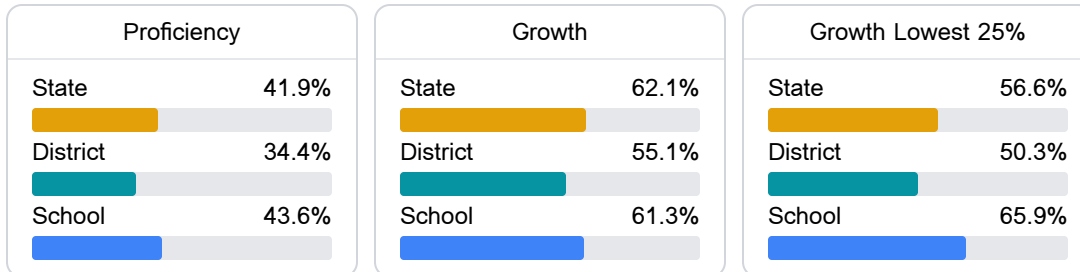 Proficiency
State 41.9%
District 34.4%
School 43.6%
Growth
State 62.1%
District 55.1%
School 61.3%
Growth Lowest 25%
State 56.6%
District 50.3%
School 65.9%